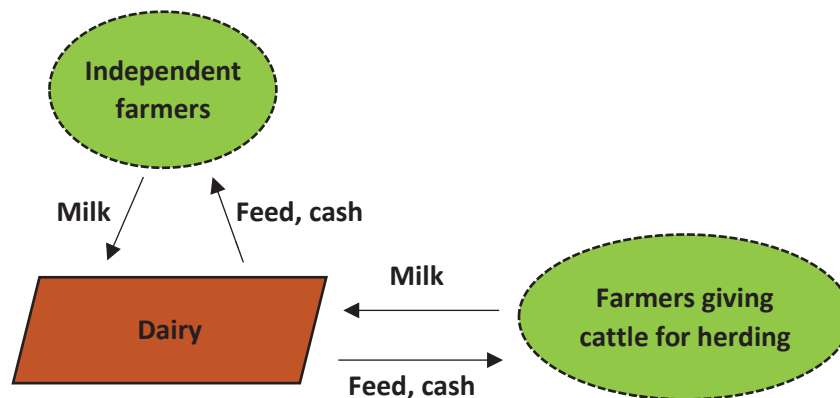 Independent
farmers
Milk
Feed, cash
Milk
Dairy
Farmers giving
cattle for herding
Feed, cash